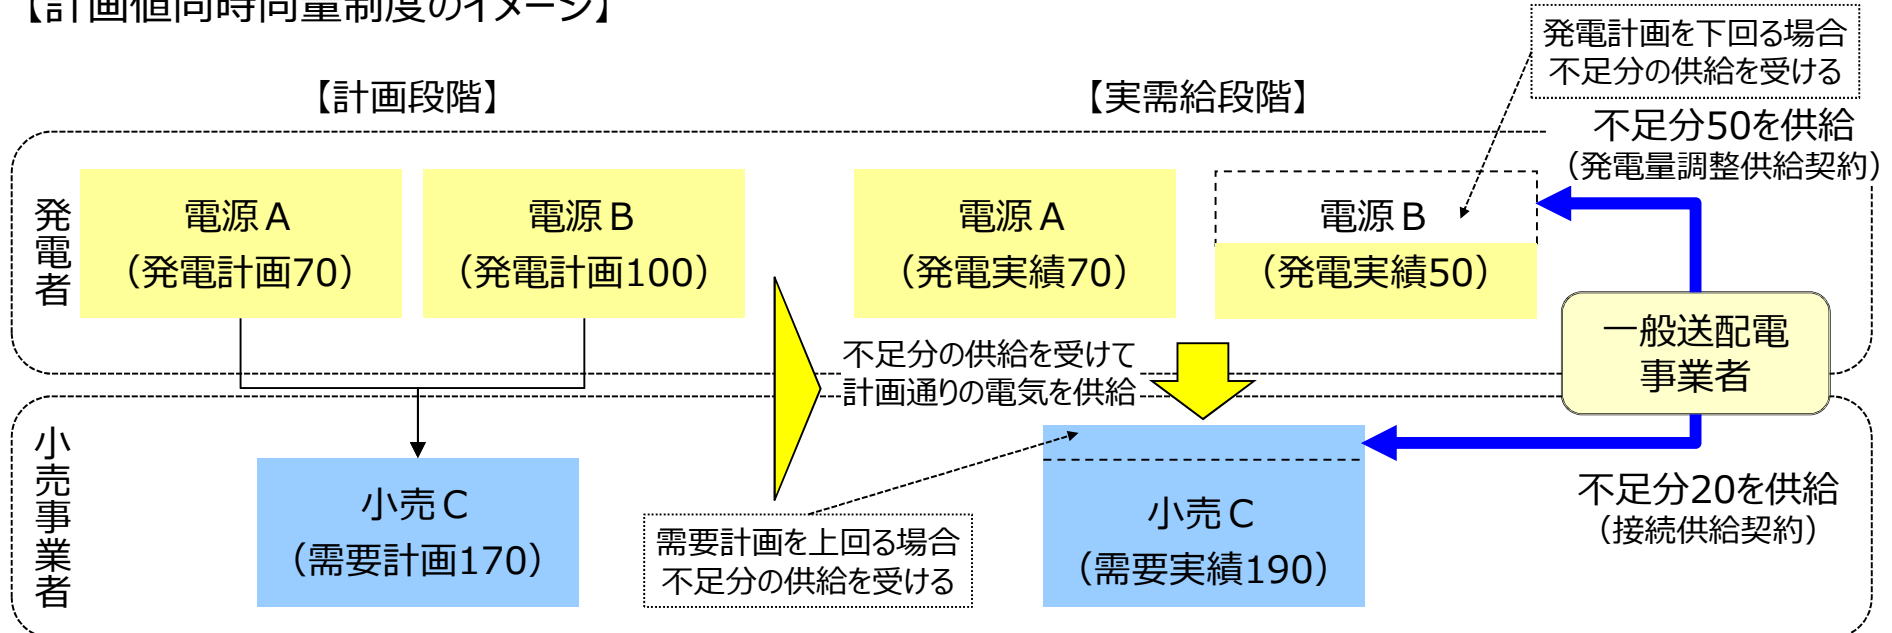 【計画値同時同量制度のイメージ】
発電計画を下回る場合
不足分の供給を受ける
【計画段階】
【実需給段階】
不足分50を供給
（発電量調整供給契約）
発電者
電源Ａ
（発電計画70）
電源Ｂ
（発電計画100）
電源Ａ
（発電実績70）
電源Ｂ
（発電実績50）
一般送配電
事業者
不足分の供給を受けて
計画通りの電気を供給
小売事業者
小売Ｃ
（需要計画170）
需要計画を上回る場合
不足分の供給を受ける
小売Ｃ
（需要実績190）
不足分20を供給
（接続供給契約）